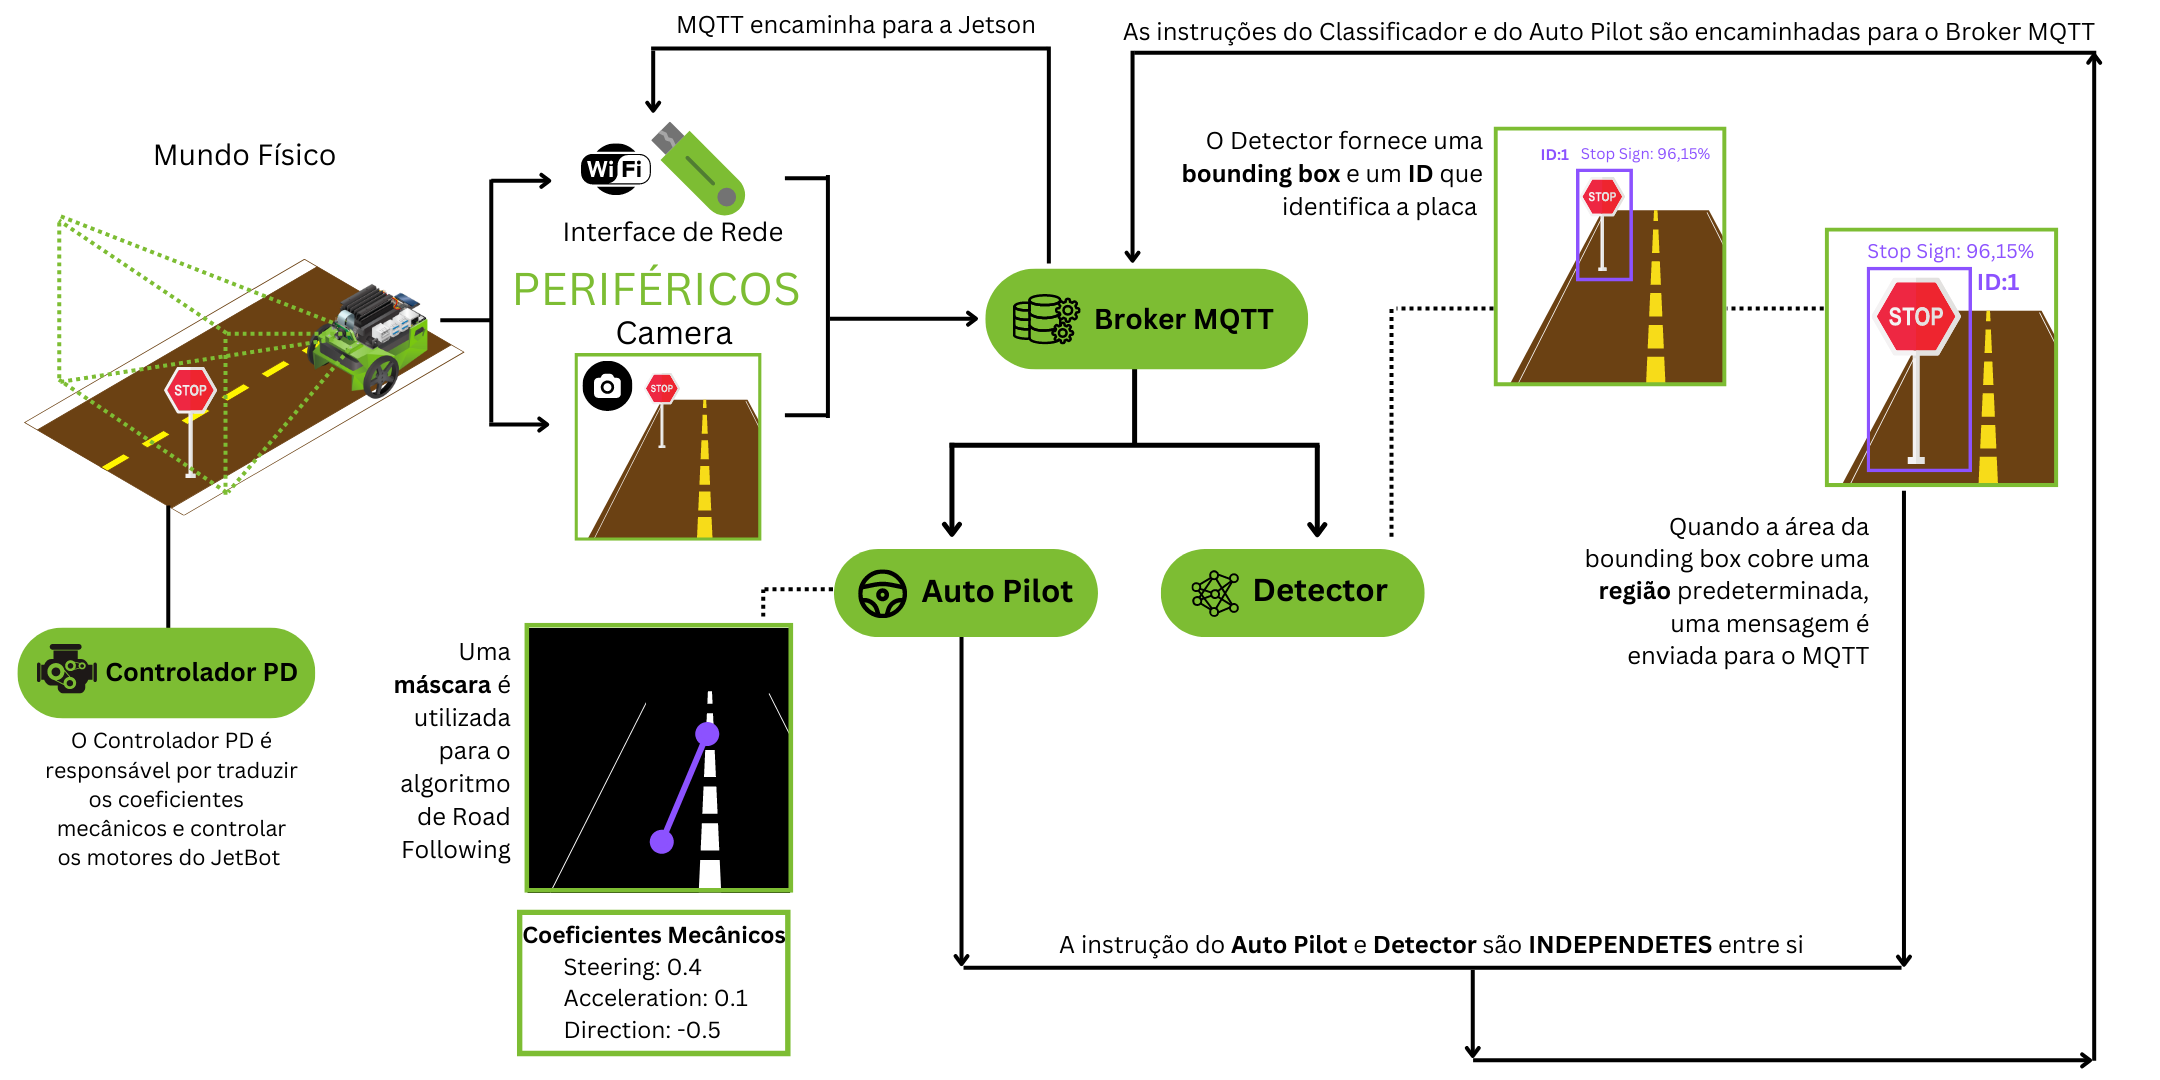 MQTT encaminha para a Jetson
As instruções do Classificador e do Auto Pilot são encaminhadas para o Broker MQTT
Mundo Físico
STOP
Wi Fi
Interface de Rede
PERIFÉRICOS
Camera
STOP
Broker MQTT
O Detector fornece uma
bounding box e um ID que
identifica a placa
ID:1 Stop Sign: 96,15%
STOP
Stop Sign: 96,15%
ID:1
STOP
Quando a área da
bounding box cobre uma
região predeterminada,
uma mensagem é
enviada para o MQTT
Auto Pilot
Detector
Controlador PD
O Controlador PD é
responsável por traduzir
os coeficientes
mecânicos e controlar
os motores do JetBot
Uma
máscara é
utilizada
para o
algoritmo
de Road
Following
Coeficientes Mecânicos
Steering: 0.4
Acceleration: 0.1
Direction: -0.5
A instrução do Auto Pilot e Detector são INDEPENDETES entre si